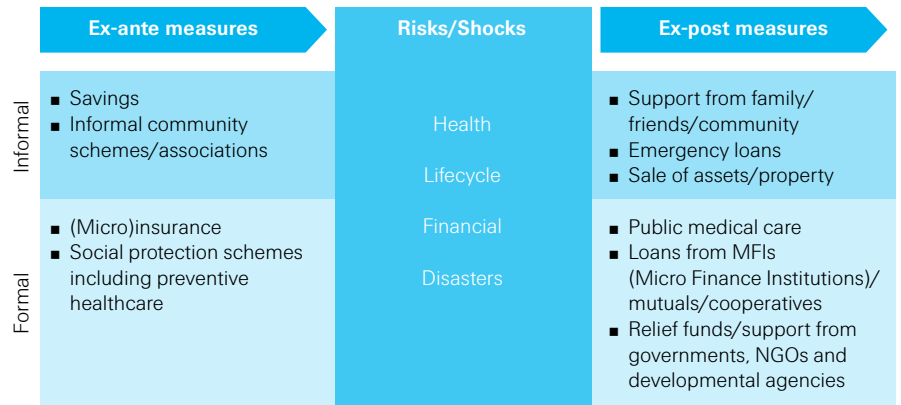 Ex-ante measures
Risks/Shocks
Ex-post measures
Informal
■ Savings
■ Informal community
schemes/associations
Health
Lifecycle
Financial
Disasters
■ Support from family/
friends/community
■ Emergency loans
■ Sale of assets/property
Formal
■ (Micro)insurance
■ Social protection schemes
including preventive
healthcare
■ Public medical care
■ Loans from MFIs
(Micro Finance Institutions)/
mutuals/cooperatives
■ Relief funds/support from
governments, NGOs and
developmental agencies